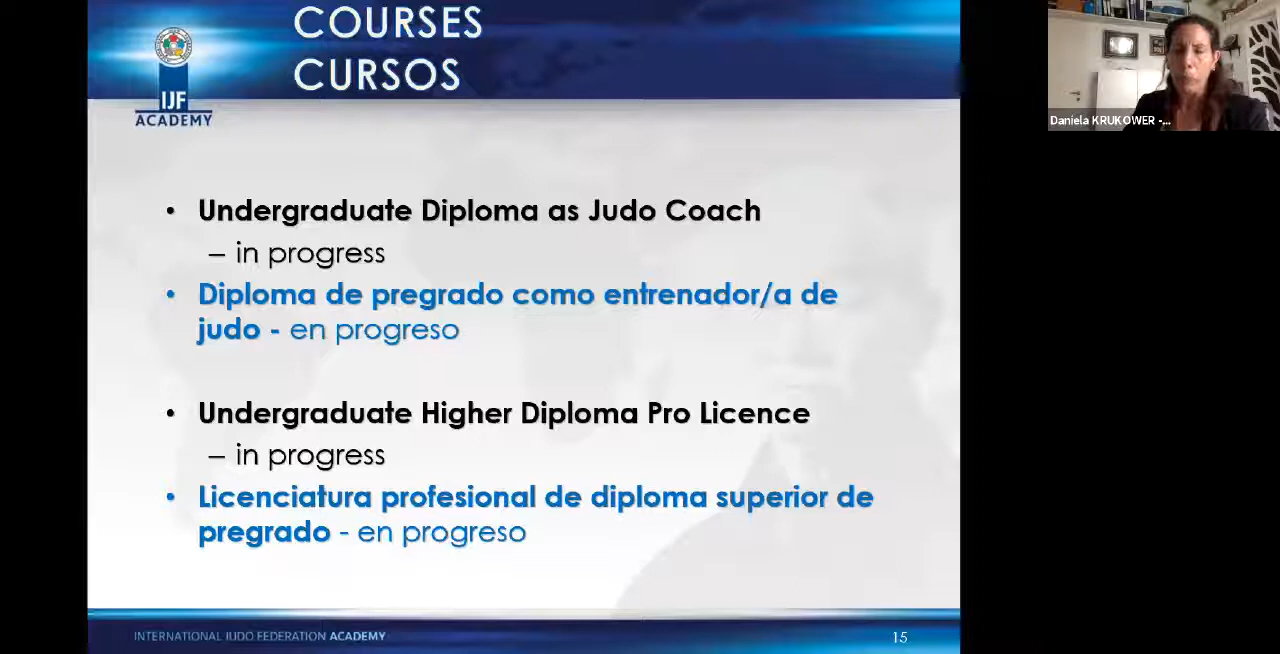 COURSES
CURSOS
IJF
ACADEMY
Daniela KRUKOWER -...
• Undergraduate Diploma as Judo Coach
– in progress
• Diploma de pregrado como entrenador/a de
judo - en progreso
• Undergraduate Higher Diploma Pro Licence
– in progress
• Licenciatura profesional de diploma superior de
pregrado - en progreso
INTERNATIONAL JUDO FEDERATION ACADEMY
15